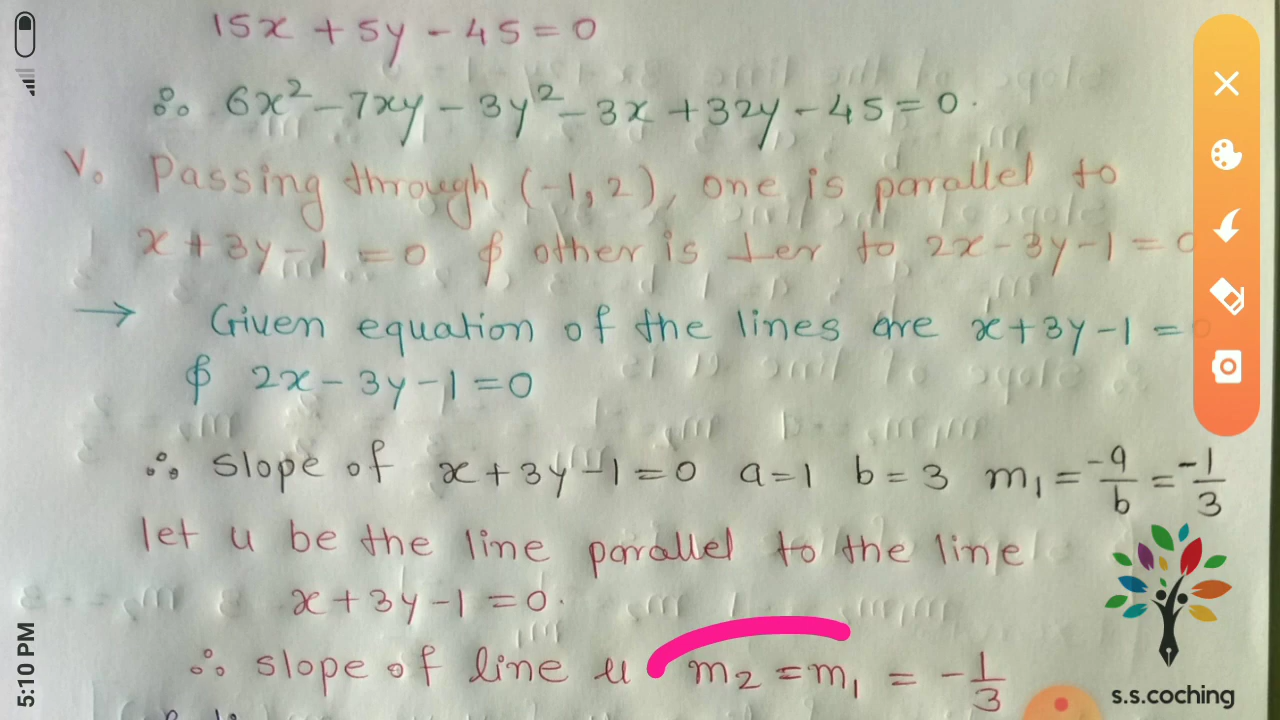 15x + 5y - 45 = 0
∴ 6x² - 7xy - 3y² - 3x + 32y - 45 = 0.
V. Passing through (-1, 2), one is parallel to
x + 3y - 1 = 0 & other is ⊥er to 2x - 3y - 1 = 0
→ Given equation of the lines are x + 3y - 1 = 0
& 2x - 3y - 1 = 0
∴ slope of x + 3y - 1 = 0 a = 1 b = 3 m₁ = -a/b = -1/3
let u be the line parallel to the line
x + 3y - 1 = 0.
∴ slope of line u m₂ = m₁ = -1/3
s.s.coching
5:10 PM